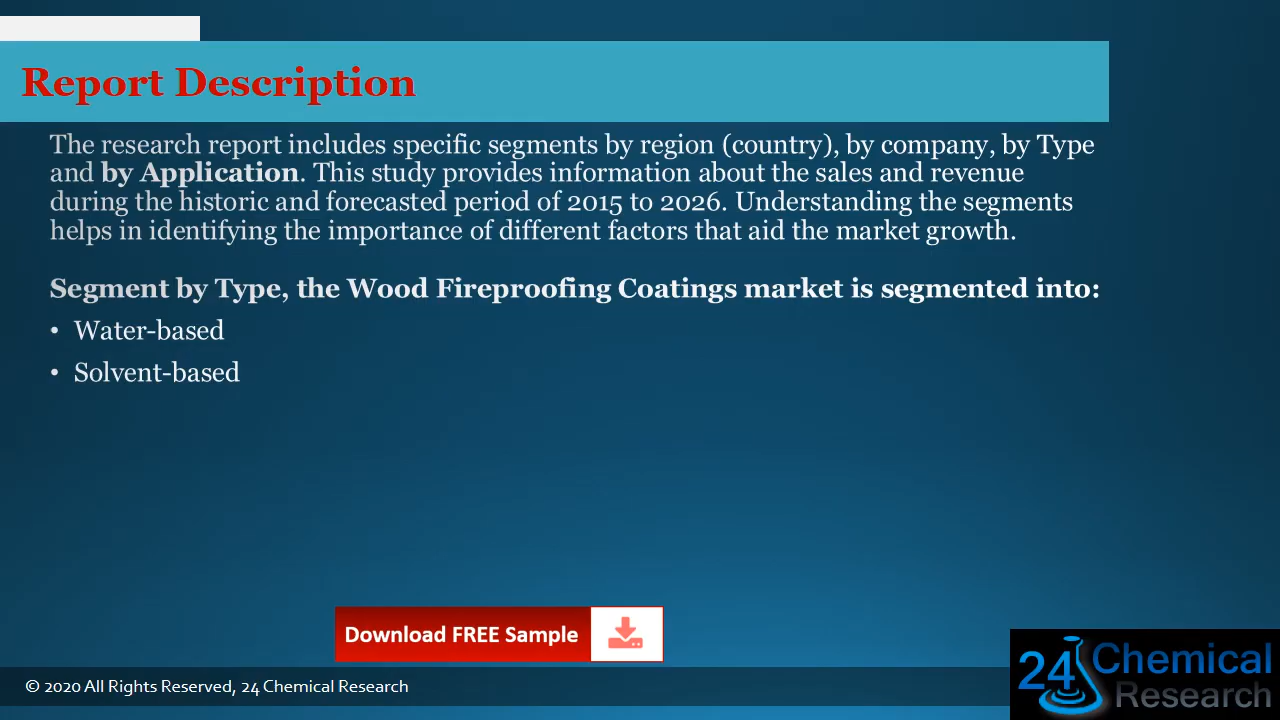 Report Description
The research report includes specific segments by region (country), by company, by Type
and by Application. This study provides information about the sales and revenue
during the historic and forecasted period of 2015 to 2026. Understanding the segments
helps in identifying the importance of different factors that aid the market growth.
Segment by Type, the Wood Fireproofing Coatings market is segmented into:
• Water-based
• Solvent-based
Download FREE Sample
© 2020 All Rights Reserved, 24 Chemical Research
24 Chemical
Research